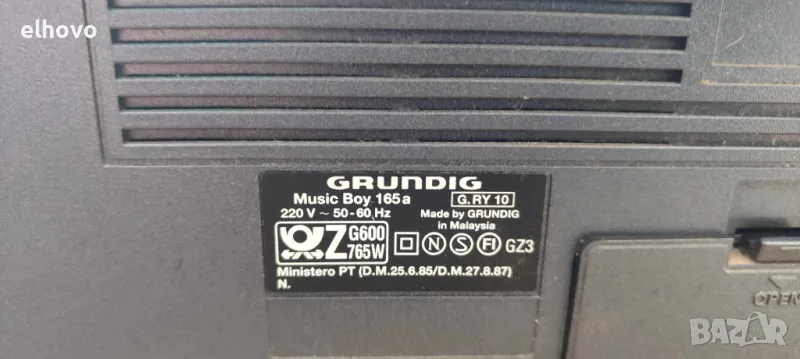 elhovo
GRUNDIG
Music Boy 165a G.RY 10
220 V ~ 50-60 Hz Made by GRUNDIG
in Malaysia
Z G600
765W
N S FI GZ3
Ministero PT (D.M.25.6.85/D.M.27.8.87)
N.
OPEN
BAZAR